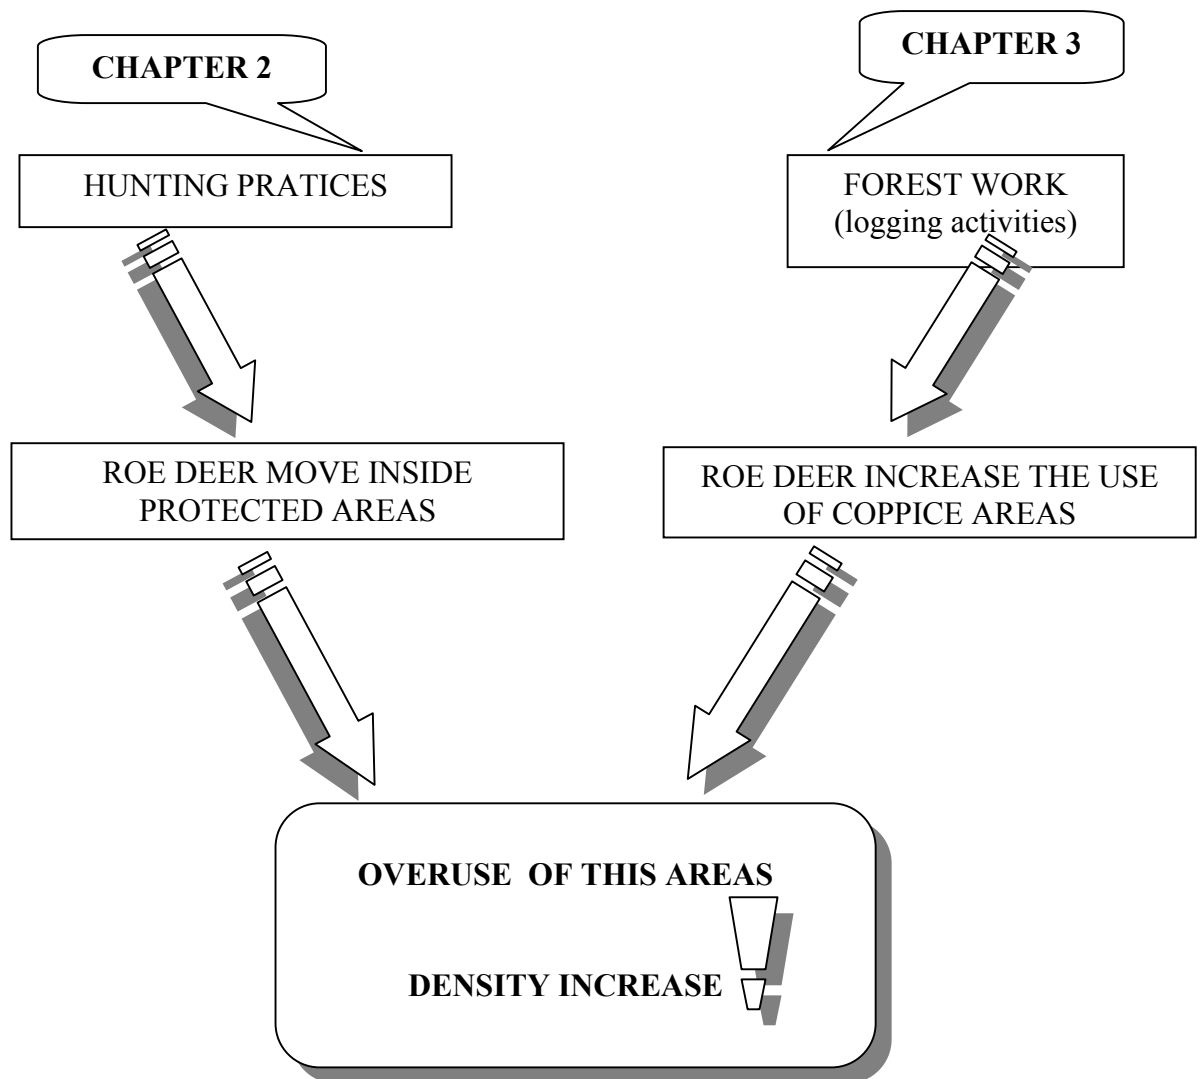 CHAPTER 2
CHAPTER 3
HUNTING PRATICES
FOREST WORK
(logging activities)
ROE DEER MOVE INSIDE
PROTECTED AREAS
ROE DEER INCREASE THE USE
OF COPPICE AREAS
OVERUSE OF THIS AREAS
DENSITY INCREASE